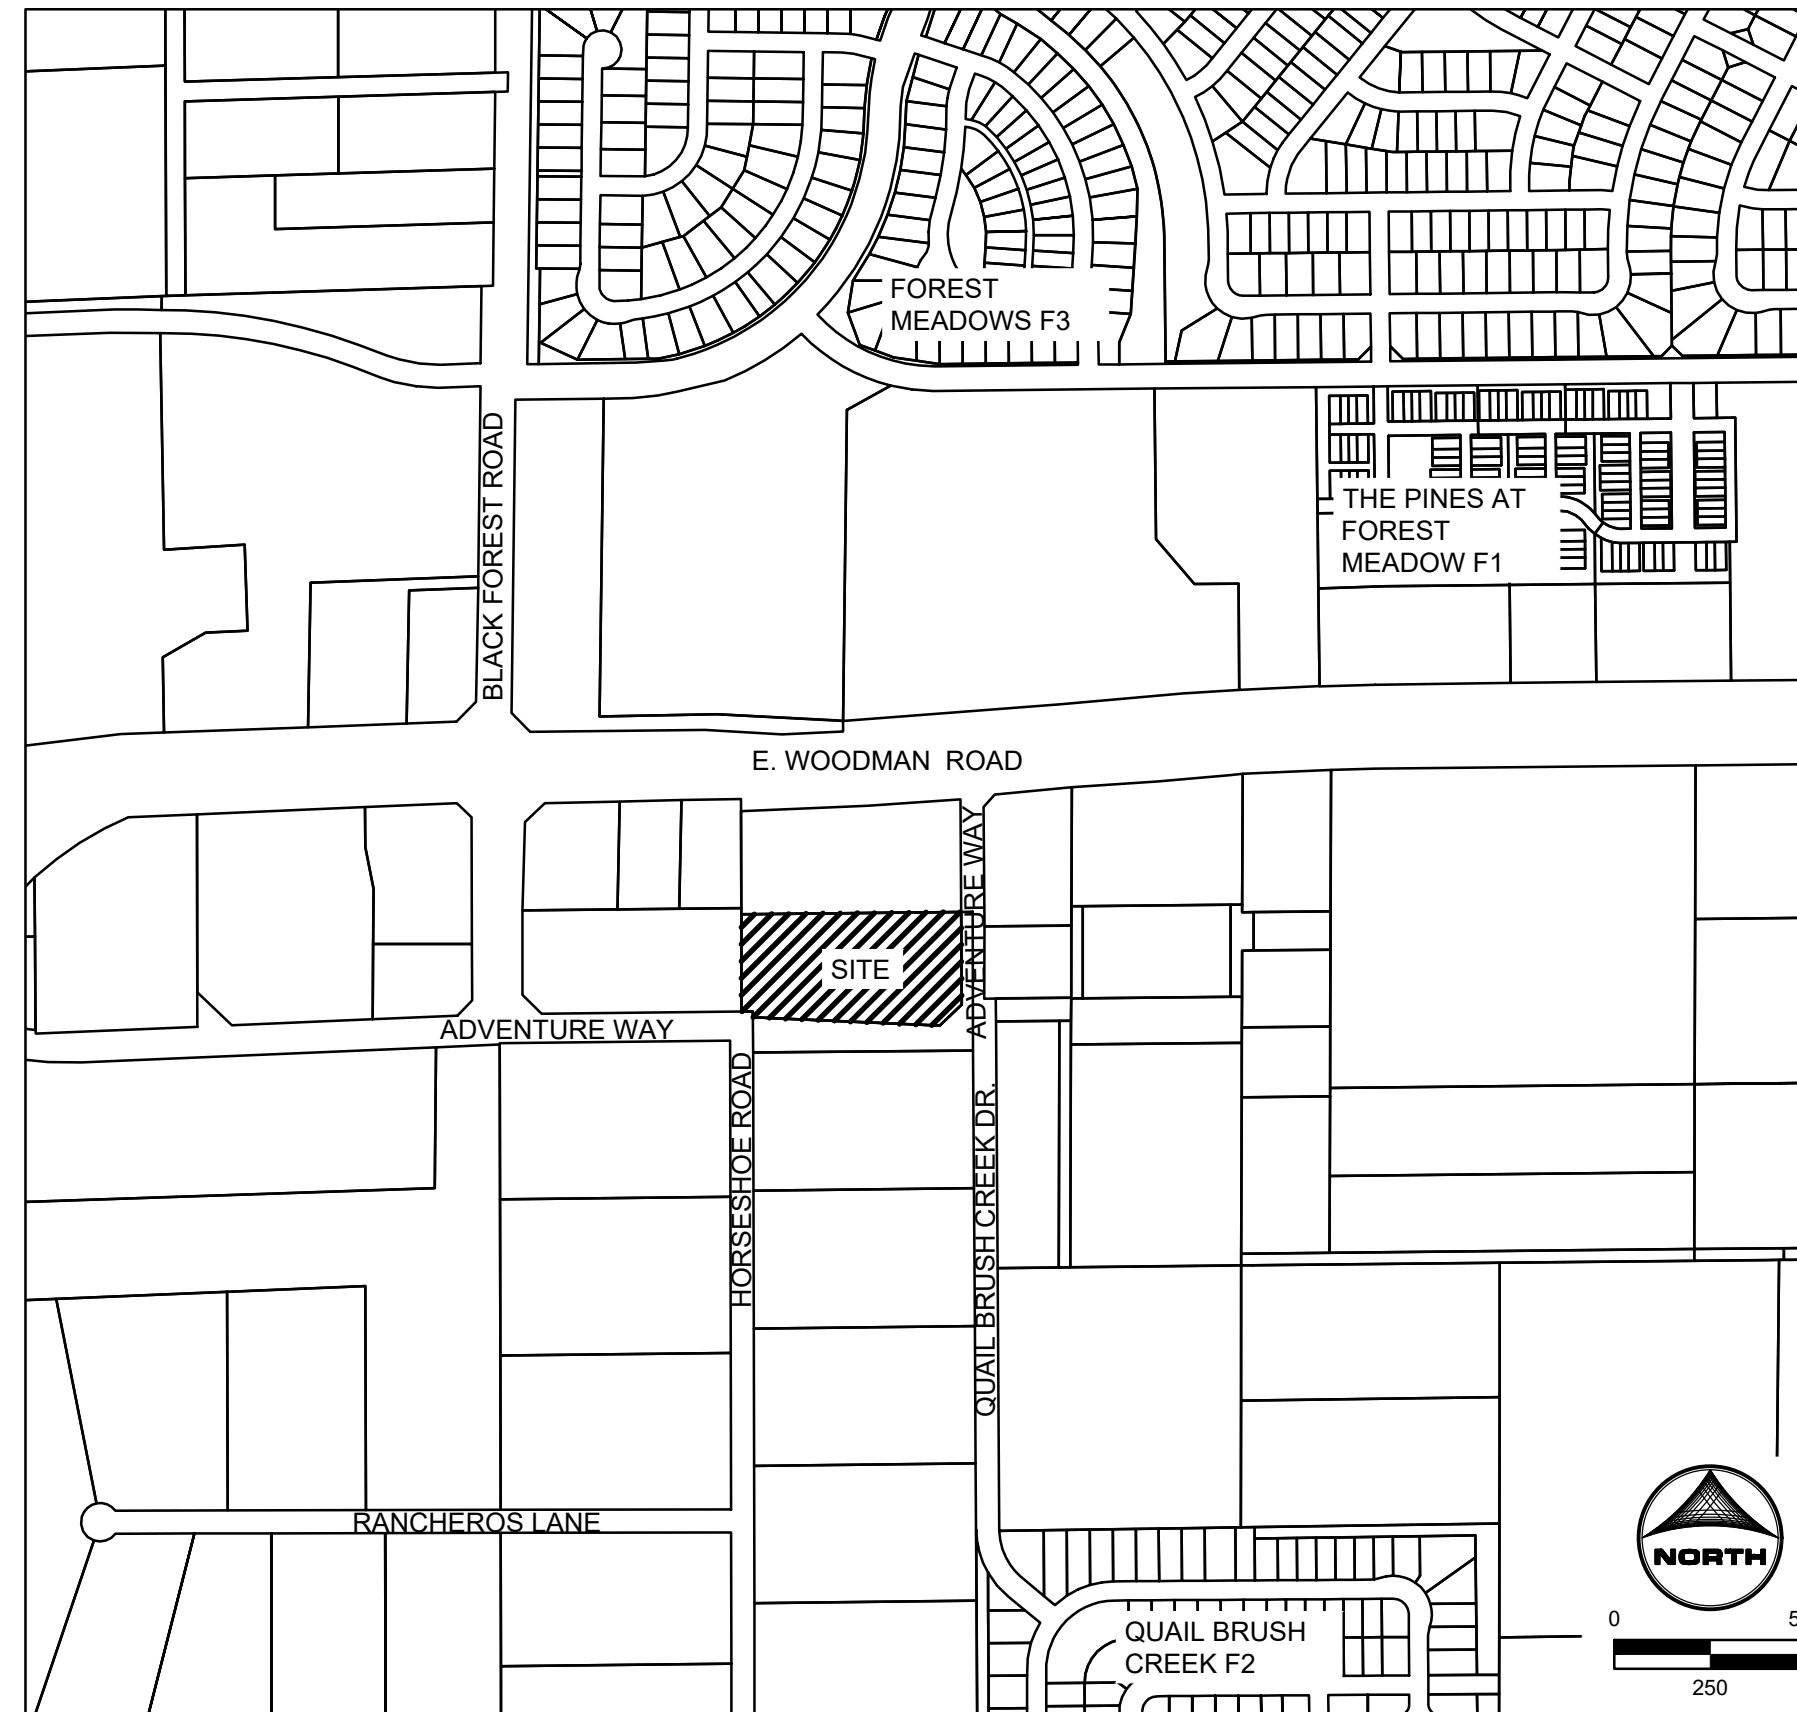 FOREST
MEADOWS F3
BLACK FOREST ROAD
THE PINES AT
FOREST
MEADOW F1
E. WOODMAN ROAD
ADVENTURE WAY
SITE
ADVENTURE WAY
HORSESHOE ROAD
QUAIL BRUSH CREEK DR.
RANCHEROS LANE
NORTH
QUAIL BRUSH
CREEK F2
0
250